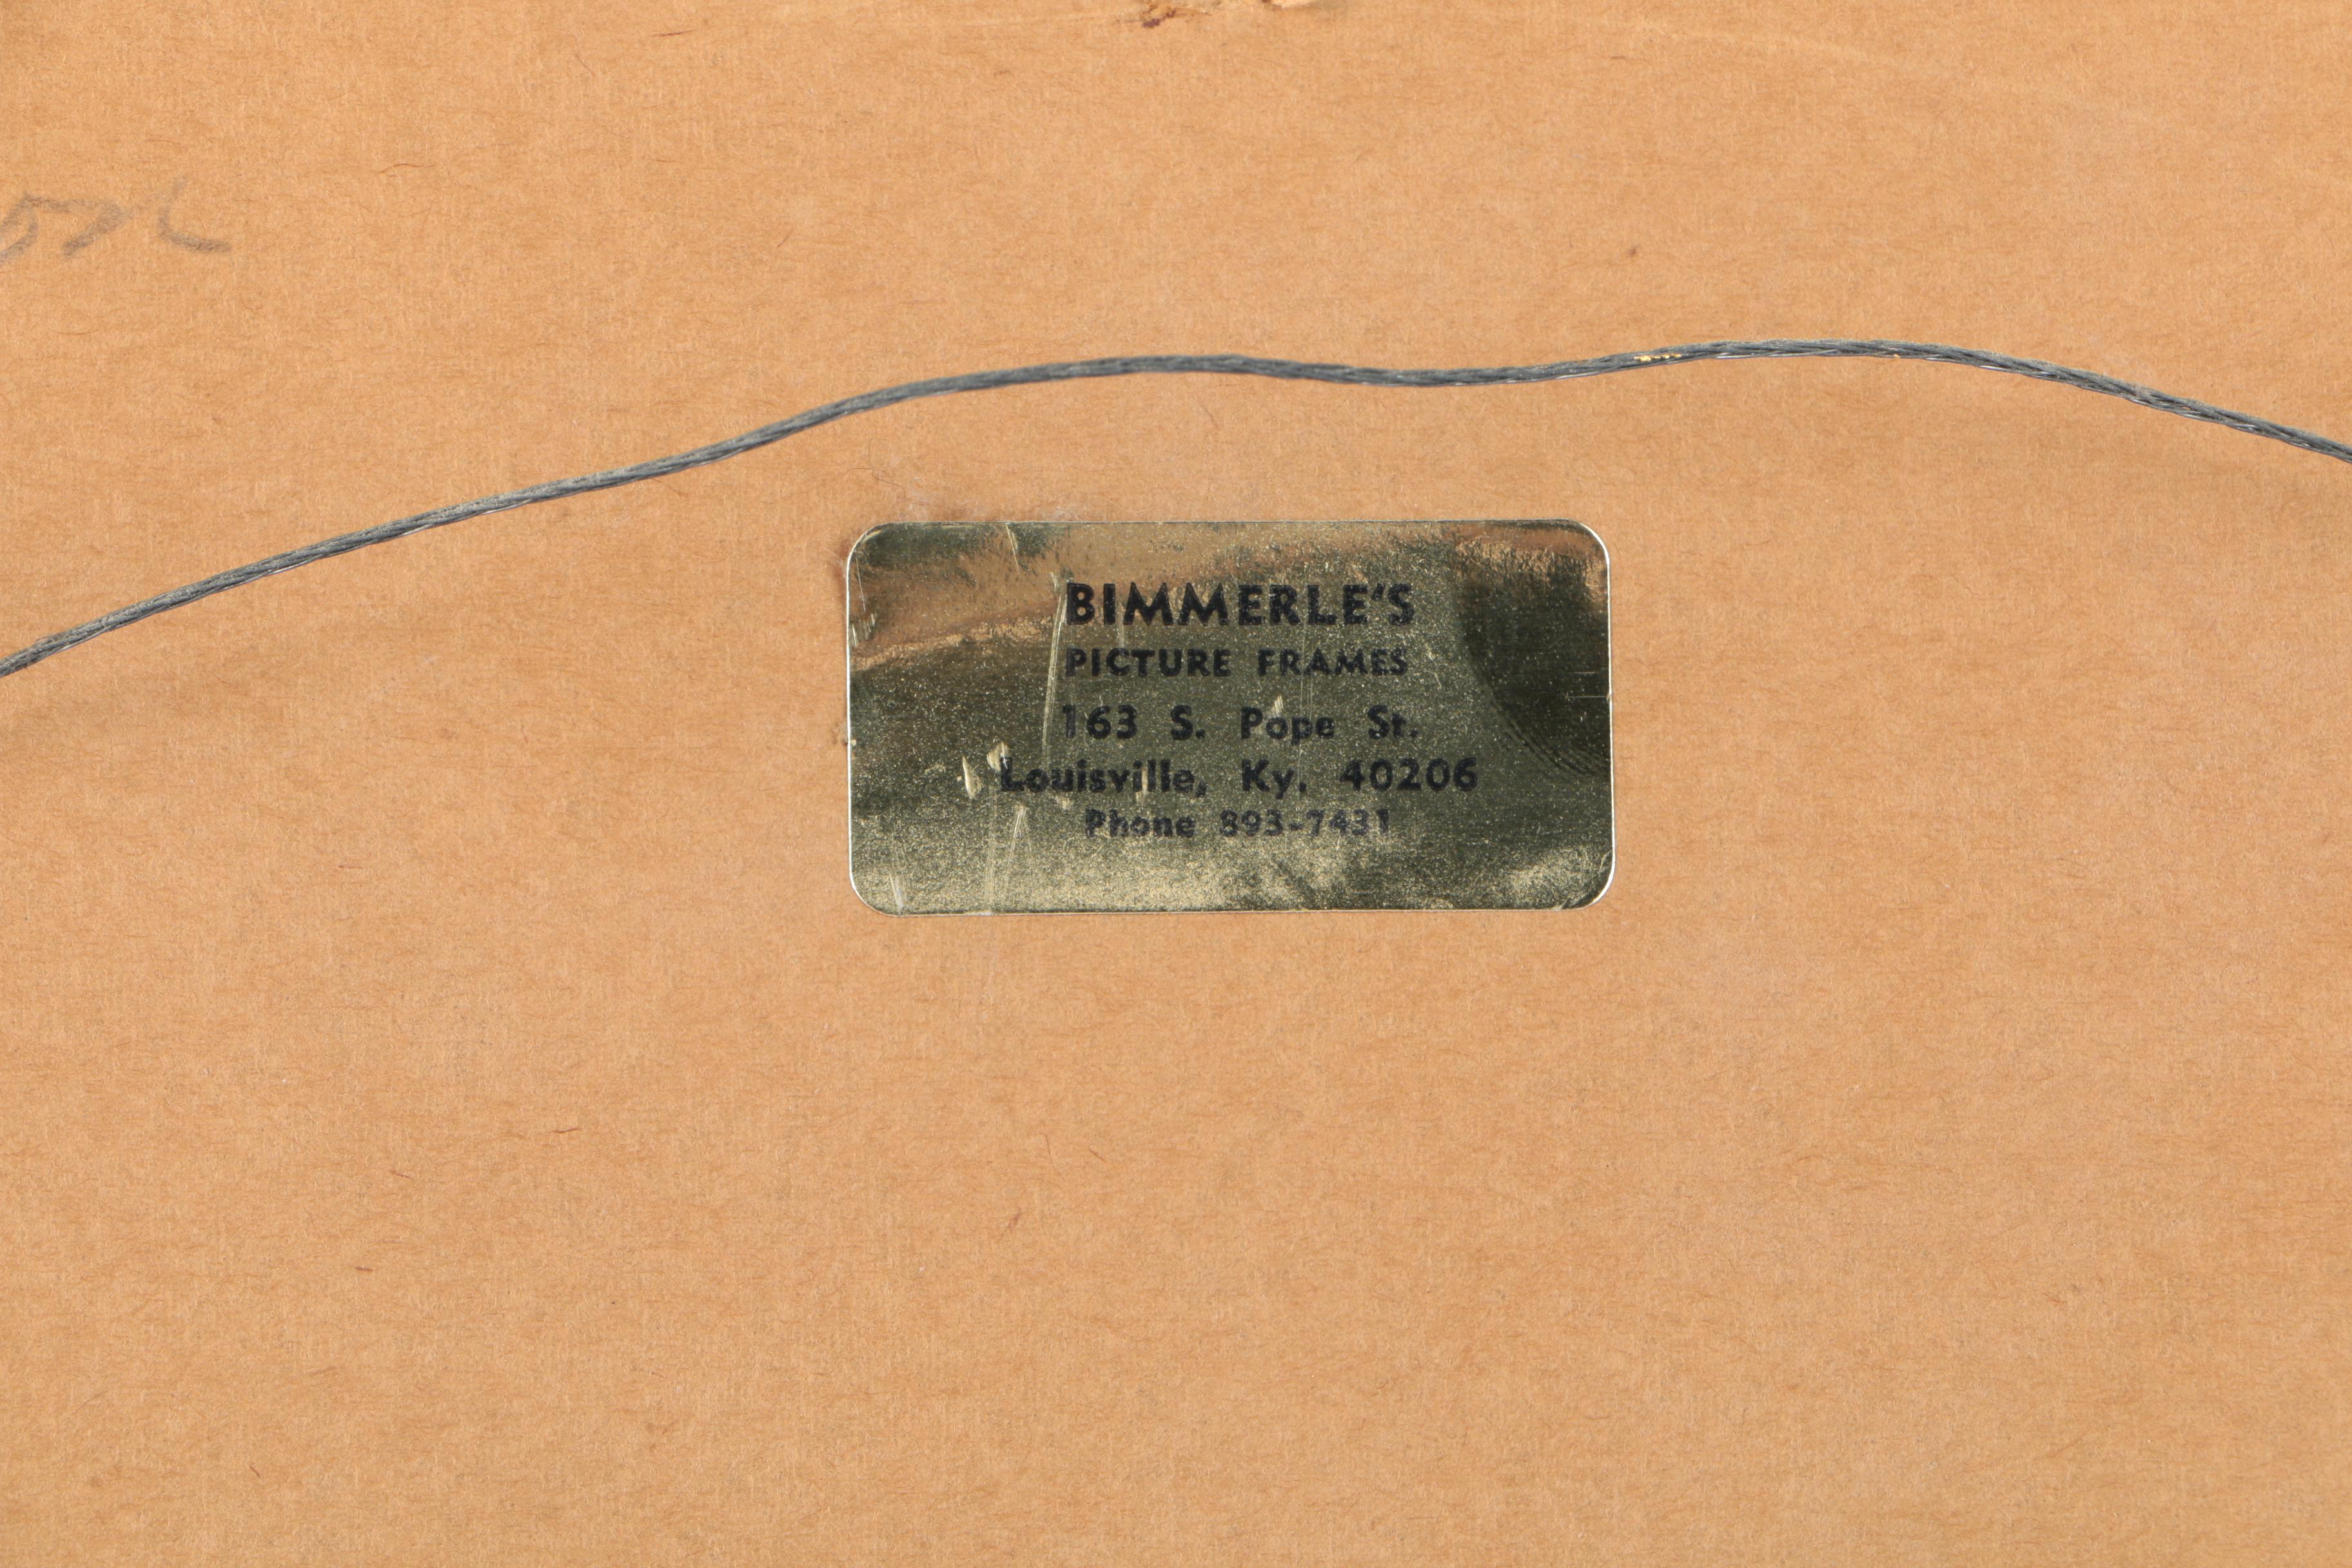 BIMMERLE'S
PICTURE FRAMES
163 S. Pope St.
Louisville, Ky. 40206
Phone 893-7431